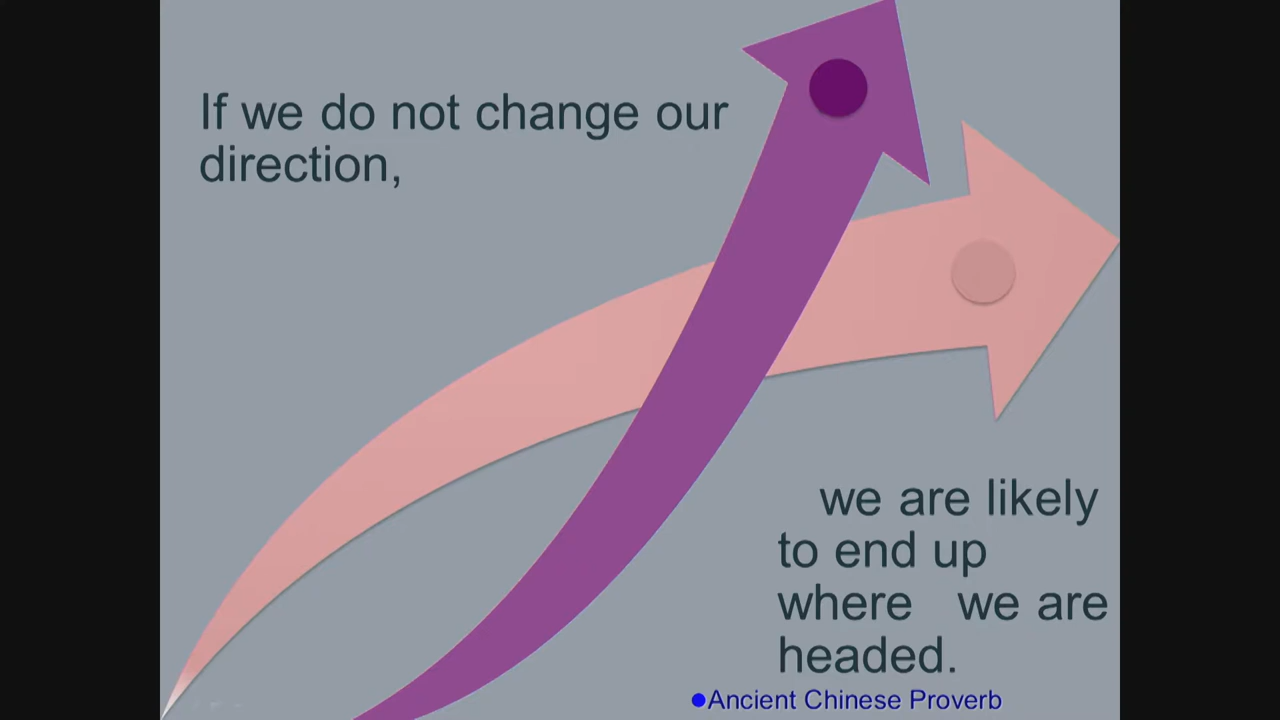 If we do not change our
direction,
we are likely
to end up
where we are
headed.
●Ancient Chinese Proverb